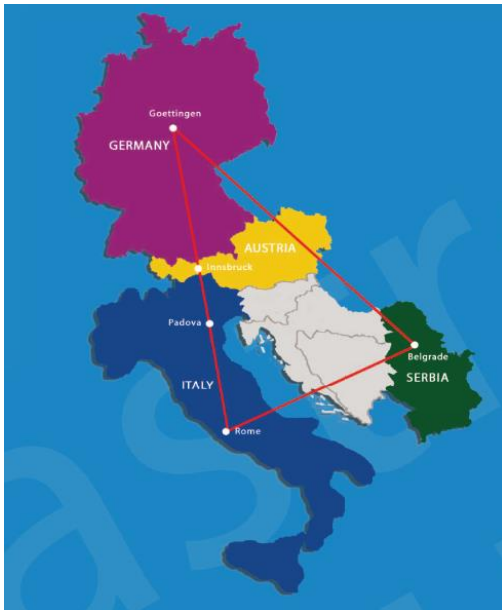 Goettingen
GERMANY
AUSTRIA
Innsbruck
Padova
Belgrade
SERBIA
ITALY
Rome